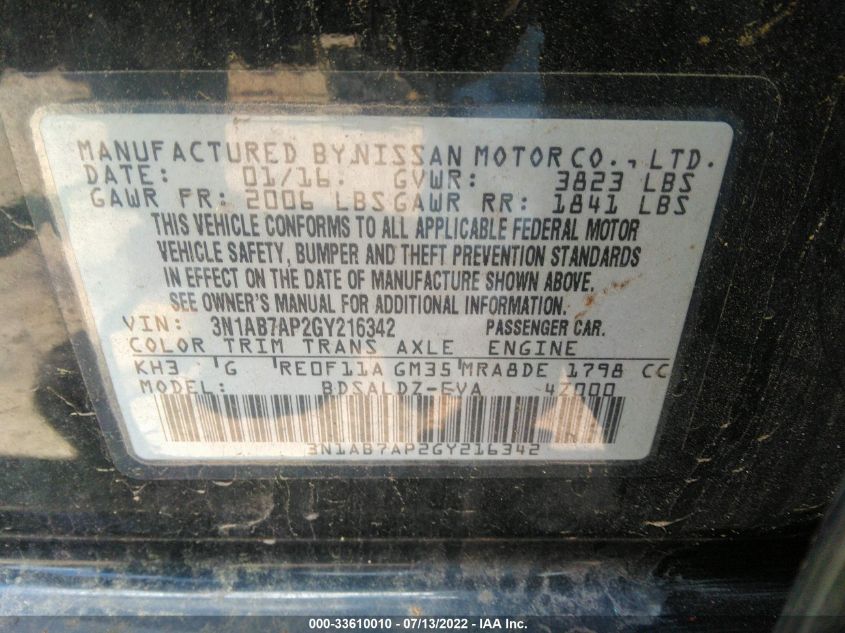 MANUFACTURED BY.NISSAN MOTOR CO., LTD.
DATE: 01/16. GVWR: 3823 LBS
GAWR FR: 2006 LBS GAWR RR: 1841 LBS
THIS VEHICLE CONFORMS TO ALL APPLICABLE FEDERAL MOTOR
VEHICLE SAFETY, BUMPER AND THEFT PREVENTION STANDARDS
IN EFFECT ON THE DATE OF MANUFACTURE SHOWN ABOVE.
SEE OWNER'S MANUAL FOR ADDITIONAL INFORMATION.
VIN: 3N1AB7AP2GY216342 PASSENGER CAR.
COLOR TRIM TRANS AXLE ENGINE
KH3 G RE0F11A GM35 MRA8DE 1798 CC
MODEL: BDSALDZ-EVA 4Z000
3N1AB7AP2GY216342
000-33610010 - 07/13/2022 - IAA Inc.